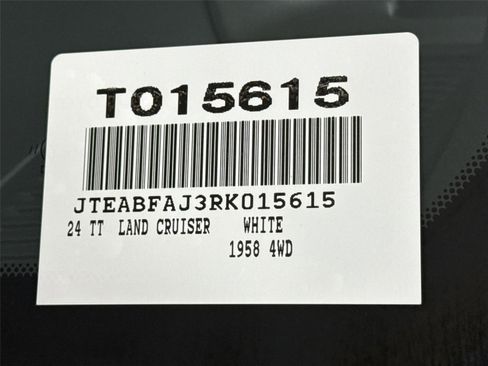 T015615
JTEABFAJ3RK015615
24 TT LAND CRUISER WHITE
1958 4WD